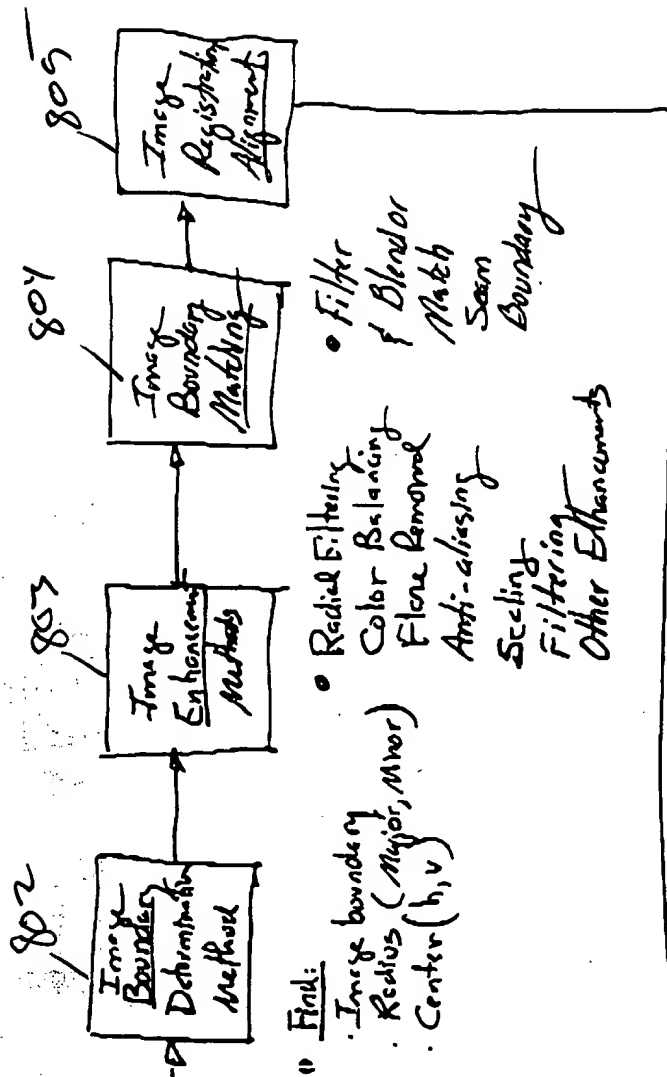 802
Image
Boundary
Determination
Method
Find:
· Image boundary
· Radius (Major, Minor)
· Center (h, v)
803
Image
Enhancement
Methods
• Radial Filtering
Color Balancing
Flare Removal
Anti-aliasing
Scaling
Filtering
Other Enhancements
804
Image
Boundary
Matching
• Filter
& Blend or
Match
Seam
Boundary
805
Image
Registration
Alignment